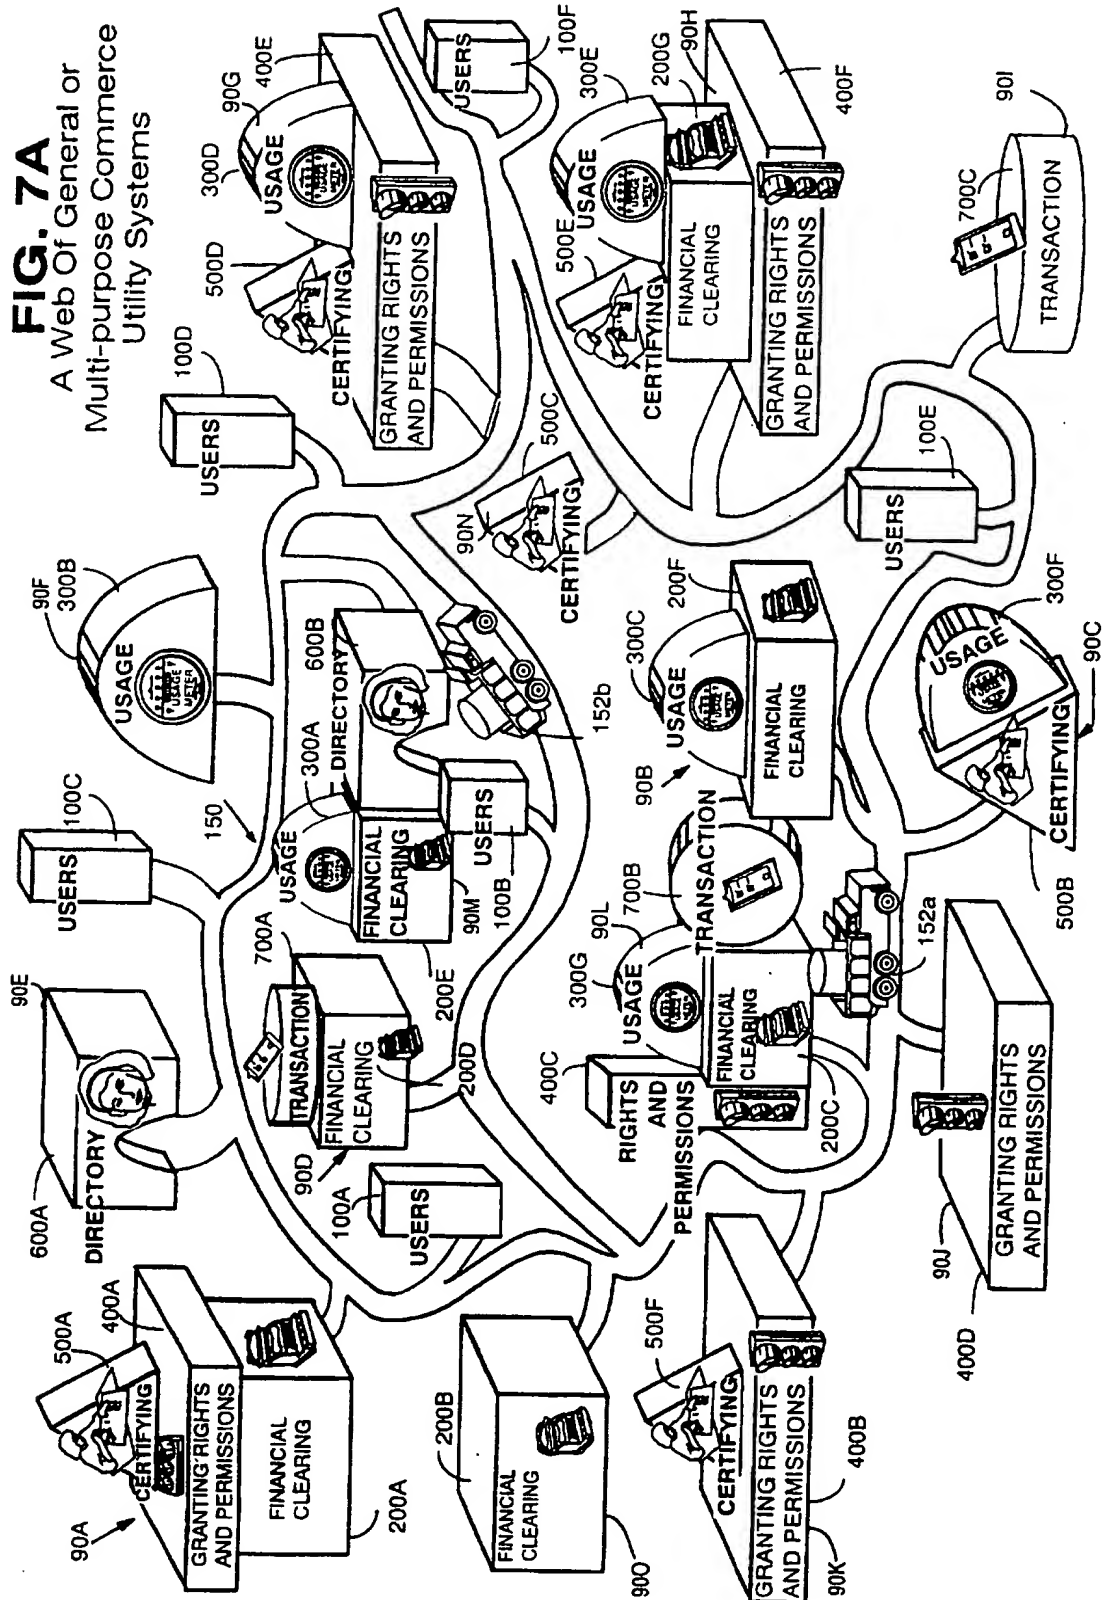 FIG. 7A
A Web Of General or
Multi-purpose Commerce
Utility Systems
90A
500A
400A
CERTIFYING
GRANTING RIGHTS
AND PERMISSIONS
FINANCIAL
CLEARING
200A
600A
90E
DIRECTORY
100C
USERS
150
90F
300B
USAGE
USAGE
METER
100D
USERS
500D
300D
90G
400E
USAGE
CERTIFYING
GRANTING RIGHTS
AND PERMISSIONS
100F
USERS
100A
USERS
90D
700A
TRANSACTION
FINANCIAL
CLEARING
200D
200E
300A
USAGE
FINANCIAL
CLEARING
90M
DIRECTORY
600B
USERS
100B
152b
90N
500C
CERTIFYING
500E
300E
200G
90H
USAGE
CERTIFYING
FINANCIAL
CLEARING
GRANTING RIGHTS
AND PERMISSIONS
400F
200B
FINANCIAL
CLEARING
90O
400C
RIGHTS
AND
PERMISSIONS
300G
90L
USAGE
FINANCIAL
CLEARING
200C
700B
TRANSACTION
152a
90B
300C
USAGE
200F
FINANCIAL
CLEARING
100E
USERS
700C
90I
TRANSACTION
500F
CERTIFYING
GRANTING RIGHTS
AND PERMISSIONS
400B
90K
90J
400D
GRANTING RIGHTS
AND PERMISSIONS
500B
CERTIFYING
USAGE
300F
90C